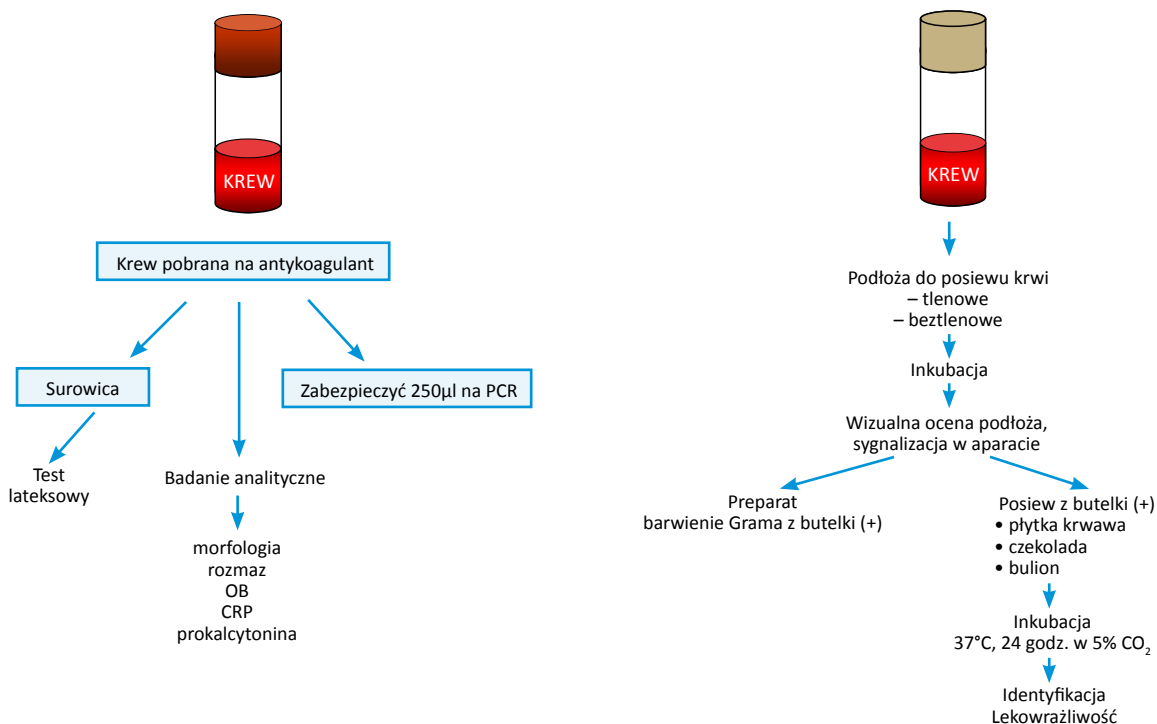 KREW
Krew pobrana na antykoagulant
Surowica
Zabezpieczyć 250µl na PCR
Test
lateksowy
Badanie analityczne
morfologia
rozmaz
OB
CRP
prokalcytonina
KREW
Podłoża do posiewu krwi
– tlenowe
– beztlenowe
Inkubacja
Wizualna ocena podłoża,
sygnalizacja w aparacie
Preparat
barwienie Grama z butelki (+)
Posiew z butelki (+)
• płytka krwawa
• czekolada
• bulion
Inkubacja
37°C, 24 godz. w 5% CO₂
Identyfikacja
Lekowrażliwość